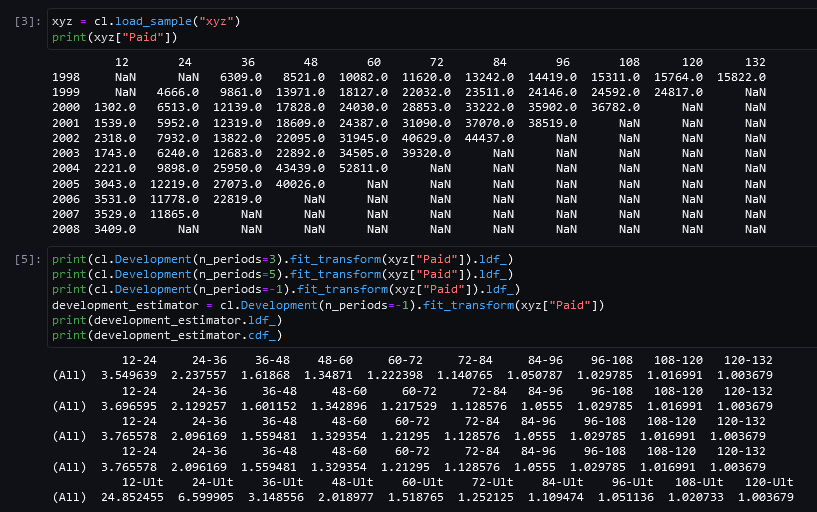 [3]: xyz = cl.load_sample("xyz")
print(xyz["Paid"])
12 24 36 48 60 72 84 96 108 120 132
1998 NaN NaN 6309.0 8521.0 10082.0 11620.0 13242.0 14419.0 15311.0 15764.0 15822.0
1999 NaN 4666.0 9861.0 13971.0 18127.0 22032.0 23511.0 24146.0 24592.0 24817.0 NaN
2000 1302.0 6513.0 12139.0 17828.0 24030.0 28853.0 33222.0 35902.0 36782.0 NaN NaN
2001 1539.0 5952.0 12319.0 18609.0 24387.0 31090.0 37070.0 38519.0 NaN NaN NaN
2002 2318.0 7932.0 13822.0 22095.0 31945.0 40629.0 44437.0 NaN NaN NaN NaN
2003 1743.0 6240.0 12683.0 22892.0 34505.0 39320.0 NaN NaN NaN NaN NaN
2004 2221.0 9898.0 25950.0 43439.0 52811.0 NaN NaN NaN NaN NaN NaN
2005 3043.0 12219.0 27073.0 40026.0 NaN NaN NaN NaN NaN NaN NaN
2006 3531.0 11778.0 22819.0 NaN NaN NaN NaN NaN NaN NaN NaN
2007 3529.0 11865.0 NaN NaN NaN NaN NaN NaN NaN NaN NaN
2008 3409.0 NaN NaN NaN NaN NaN NaN NaN NaN NaN NaN
[5]: print(cl.Development(n_periods=3).fit_transform(xyz["Paid"]).ldf_)
print(cl.Development(n_periods=5).fit_transform(xyz["Paid"]).ldf_)
print(cl.Development(n_periods=-1).fit_transform(xyz["Paid"]).ldf_)
development_estimator = cl.Development(n_periods=-1).fit_transform(xyz["Paid"])
print(development_estimator.ldf_)
print(development_estimator.cdf_)
12-24 24-36 36-48 48-60 60-72 72-84 84-96 96-108 108-120 120-132
(All) 3.549639 2.237557 1.61868 1.34871 1.222398 1.140765 1.050787 1.029785 1.016991 1.003679
12-24 24-36 36-48 48-60 60-72 72-84 84-96 96-108 108-120 120-132
(All) 3.696595 2.129257 1.601152 1.342896 1.217529 1.128576 1.0555 1.029785 1.016991 1.003679
12-24 24-36 36-48 48-60 60-72 72-84 84-96 96-108 108-120 120-132
(All) 3.765578 2.096169 1.559481 1.329354 1.21295 1.128576 1.0555 1.029785 1.016991 1.003679
12-24 24-36 36-48 48-60 60-72 72-84 84-96 96-108 108-120 120-132
(All) 3.765578 2.096169 1.559481 1.329354 1.21295 1.128576 1.0555 1.029785 1.016991 1.003679
12-Ult 24-Ult 36-Ult 48-Ult 60-Ult 72-Ult 84-Ult 96-Ult 108-Ult 120-Ult
(All) 24.852455 6.599905 3.148556 2.018977 1.518765 1.252125 1.109474 1.051136 1.020733 1.003679